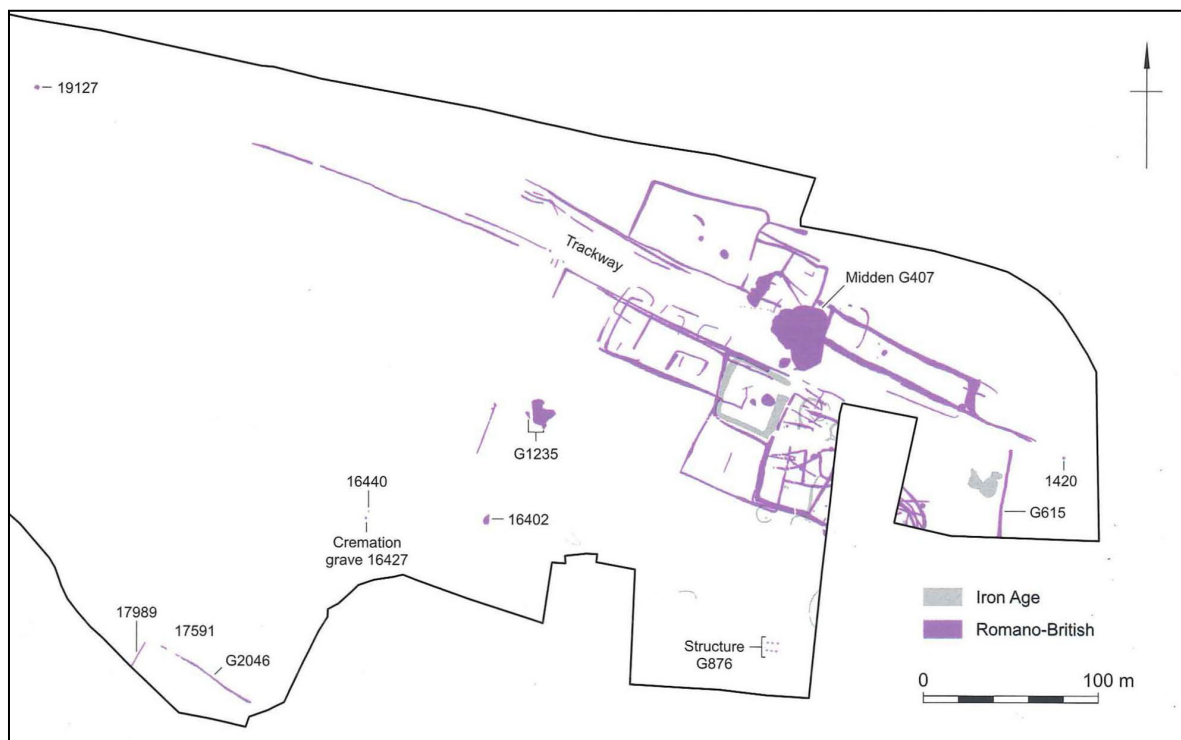 19127
Trackway
Midden G407
G1235
16440
16402
Cremation
grave 16427
1420
G615
17989
17591
G2046
Structure
G876
Iron Age
Romano-British
0
100 m